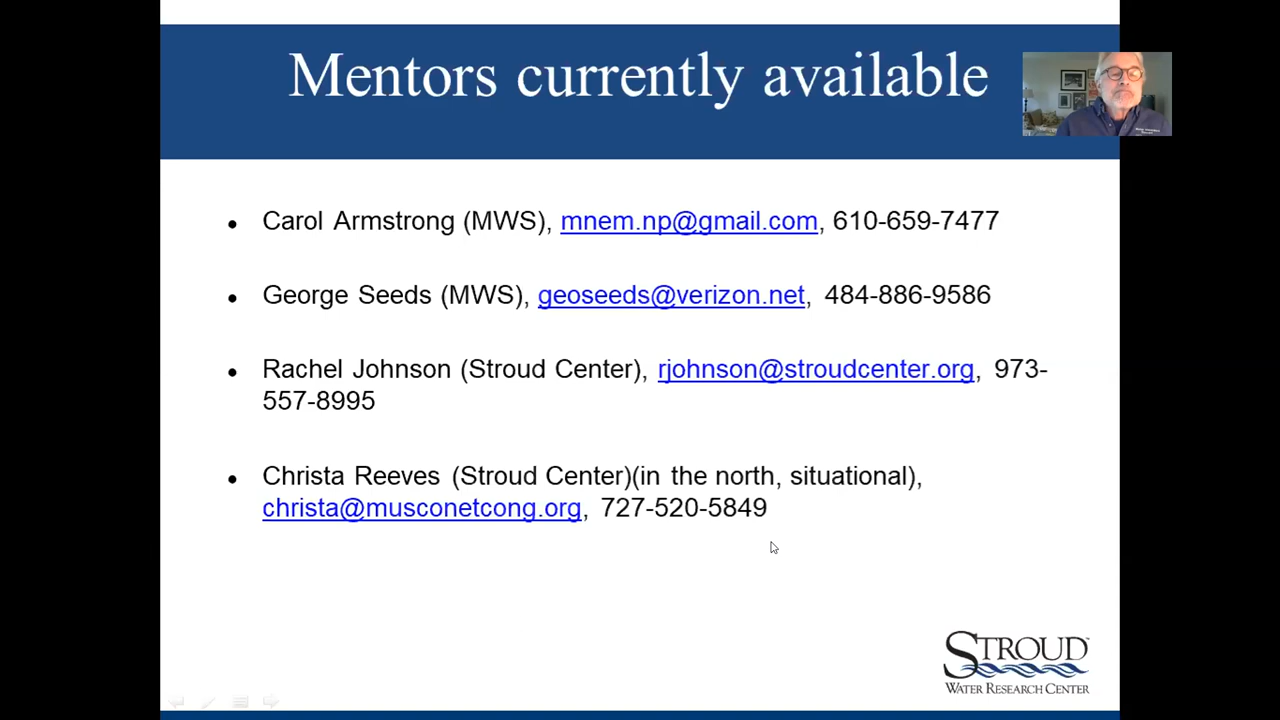 Mentors currently available
Carol Armstrong (MWS), mnem.np@gmail.com, 610-659-7477
George Seeds (MWS), geoseeds@verizon.net, 484-886-9586
Rachel Johnson (Stroud Center), rjohnson@stroudcenter.org, 973-
557-8995
Christa Reeves (Stroud Center)(in the north, situational),
christa@musconetcong.org, 727-520-5849
STROUD
WATER RESEARCH CENTER